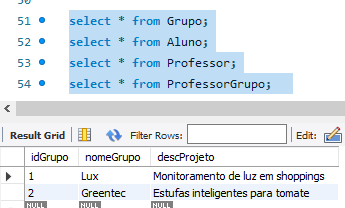 50
51 select * from Grupo;
52 select * from Aluno;
53 select * from Professor;
54 select * from ProfessorGrupo;
Result Grid Filter Rows: Edit:
idGrupo nomeGrupo descProjeto
1 Lux Monitoramento de luz em shoppings
2 Greentec Estufas inteligentes para tomate
NULL NULL NULL